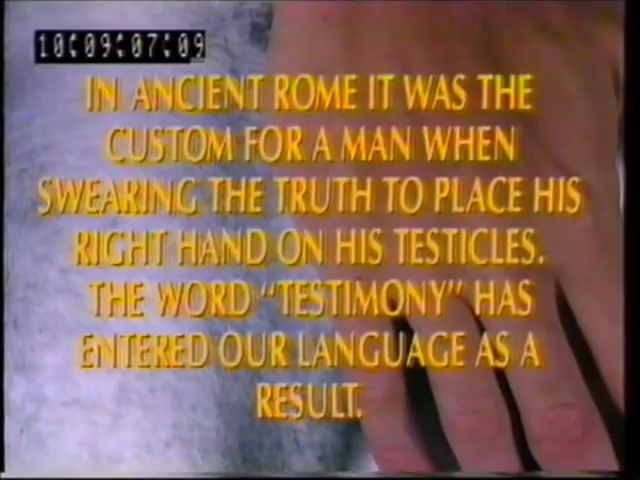 10:09:07:09
IN ANCIENT ROME IT WAS THE
CUSTOM FOR A MAN WHEN
SWEARING THE TRUTH TO PLACE HIS
RIGHT HAND ON HIS TESTICLES.
THE WORD "TESTIMONY" HAS
ENTERED OUR LANGUAGE AS A
RESULT.